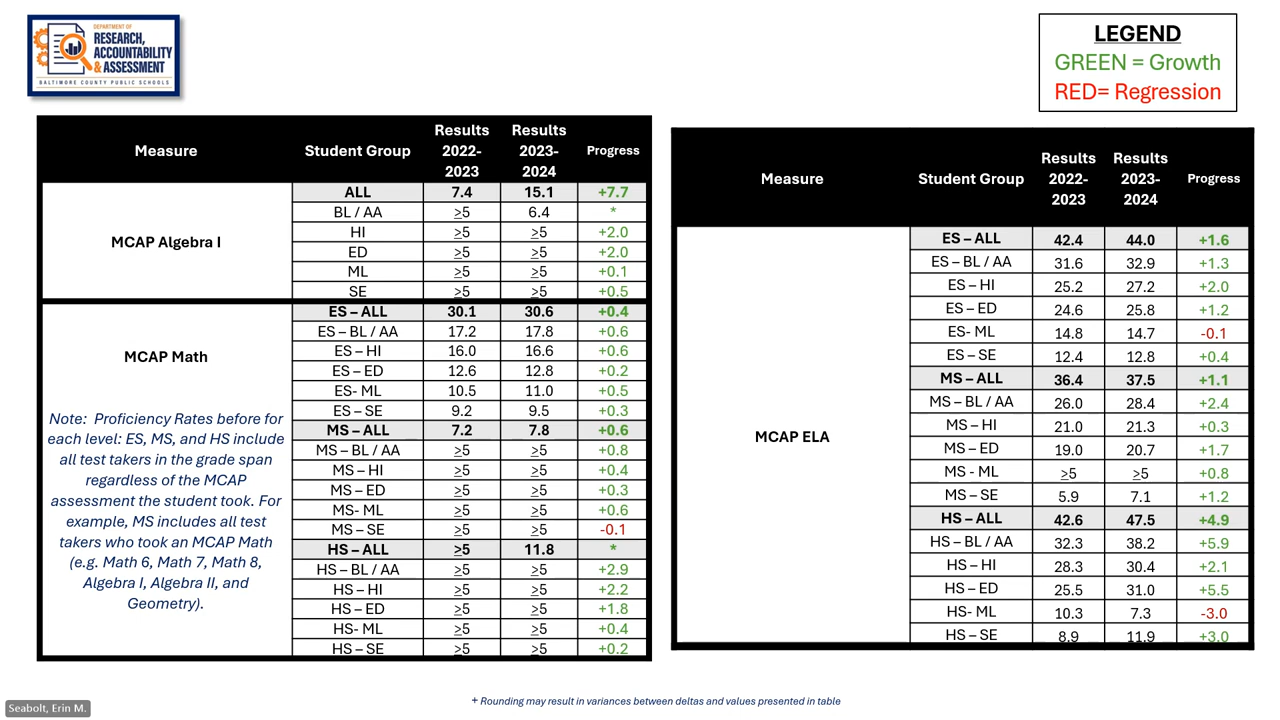 DEPARTMENT OF
RESEARCH,
ACCOUNTABILITY
& ASSESSMENT
BALTIMORE COUNTY PUBLIC SCHOOLS
LEGEND
GREEN = Growth
RED= Regression
Measure Student Group Results 2022-2023 Results 2023-2024 Progress
MCAP Algebra I
ALL 7.4 15.1 +7.7
BL / AA ≥5 6.4 *
HI ≥5 ≥5 +2.0
ED ≥5 ≥5 +2.0
ML ≥5 ≥5 +0.1
SE ≥5 ≥5 +0.5
MCAP Math
Note: Proficiency Rates before for
each level: ES, MS, and HS include
all test takers in the grade span
regardless of the MCAP
assessment the student took. For
example, MS includes all test
takers who took an MCAP Math
(e.g. Math 6, Math 7, Math 8,
Algebra I, Algebra II, and
Geometry).
ES – ALL 30.1 30.6 +0.4
ES – BL / AA 17.2 17.8 +0.6
ES – HI 16.0 16.6 +0.6
ES – ED 12.6 12.8 +0.2
ES- ML 10.5 11.0 +0.5
ES – SE 9.2 9.5 +0.3
MS – ALL 7.2 7.8 +0.6
MS – BL / AA ≥5 ≥5 +0.8
MS – HI ≥5 ≥5 +0.4
MS – ED ≥5 ≥5 +0.3
MS- ML ≥5 ≥5 +0.6
MS – SE ≥5 ≥5 -0.1
HS – ALL ≥5 11.8 *
HS – BL / AA ≥5 ≥5 +2.9
HS – HI ≥5 ≥5 +2.2
HS – ED ≥5 ≥5 +1.8
HS- ML ≥5 ≥5 +0.4
HS – SE ≥5 ≥5 +0.2
Measure Student Group Results 2022-2023 Results 2023-2024 Progress
MCAP ELA
ES – ALL 42.4 44.0 +1.6
ES – BL / AA 31.6 32.9 +1.3
ES – HI 25.2 27.2 +2.0
ES – ED 24.6 25.8 +1.2
ES- ML 14.8 14.7 -0.1
ES – SE 12.4 12.8 +0.4
MS – ALL 36.4 37.5 +1.1
MS – BL / AA 26.0 28.4 +2.4
MS – HI 21.0 21.3 +0.3
MS – ED 19.0 20.7 +1.7
MS - ML ≥5 ≥5 +0.8
MS – SE 5.9 7.1 +1.2
HS – ALL 42.6 47.5 +4.9
HS – BL / AA 32.3 38.2 +5.9
HS – HI 28.3 30.4 +2.1
HS – ED 25.5 31.0 +5.5
HS- ML 10.3 7.3 -3.0
HS – SE 8.9 11.9 +3.0
+ Rounding may result in variances between deltas and values presented in table
Seabolt, Erin M.